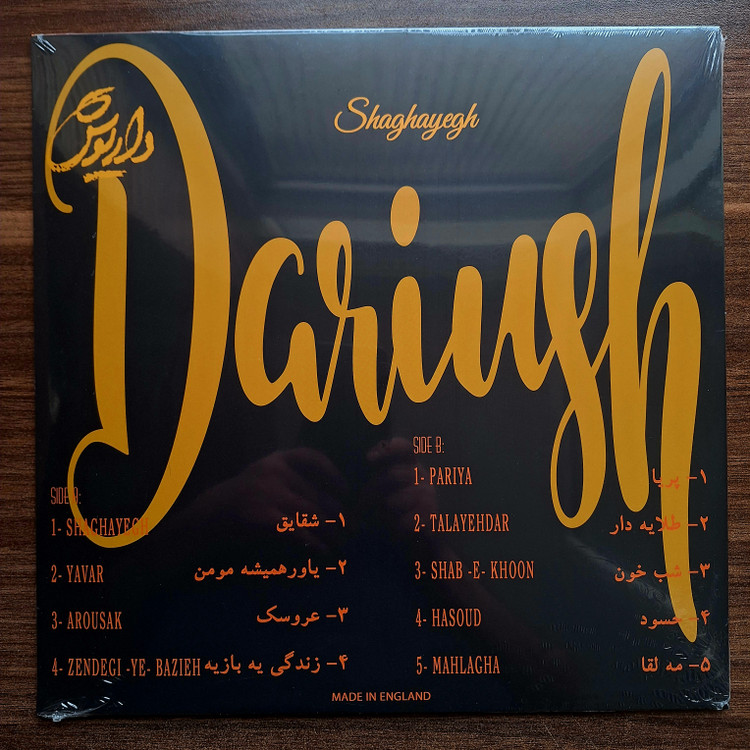 Shaghayegh
داریوش
Dariush
SIDE A:
1- SHAGHAYEGH ۱- شقایق
2- YAVAR ۲- یاورهمیشه مومن
3- AROUSAK ۳- عروسک
4- ZENDEGI -YE- BAZIEH ۴- زندگی یه بازیه
SIDE B:
1- PARIYA ۱- پریا
2- TALAYEHDAR ۲- طلایه دار
3- SHAB -E- KHOON ۳- شب خون
4- HASOUD ۴- حسود
5- MAHLAGHA ۵- مه لقا
MADE IN ENGLAND